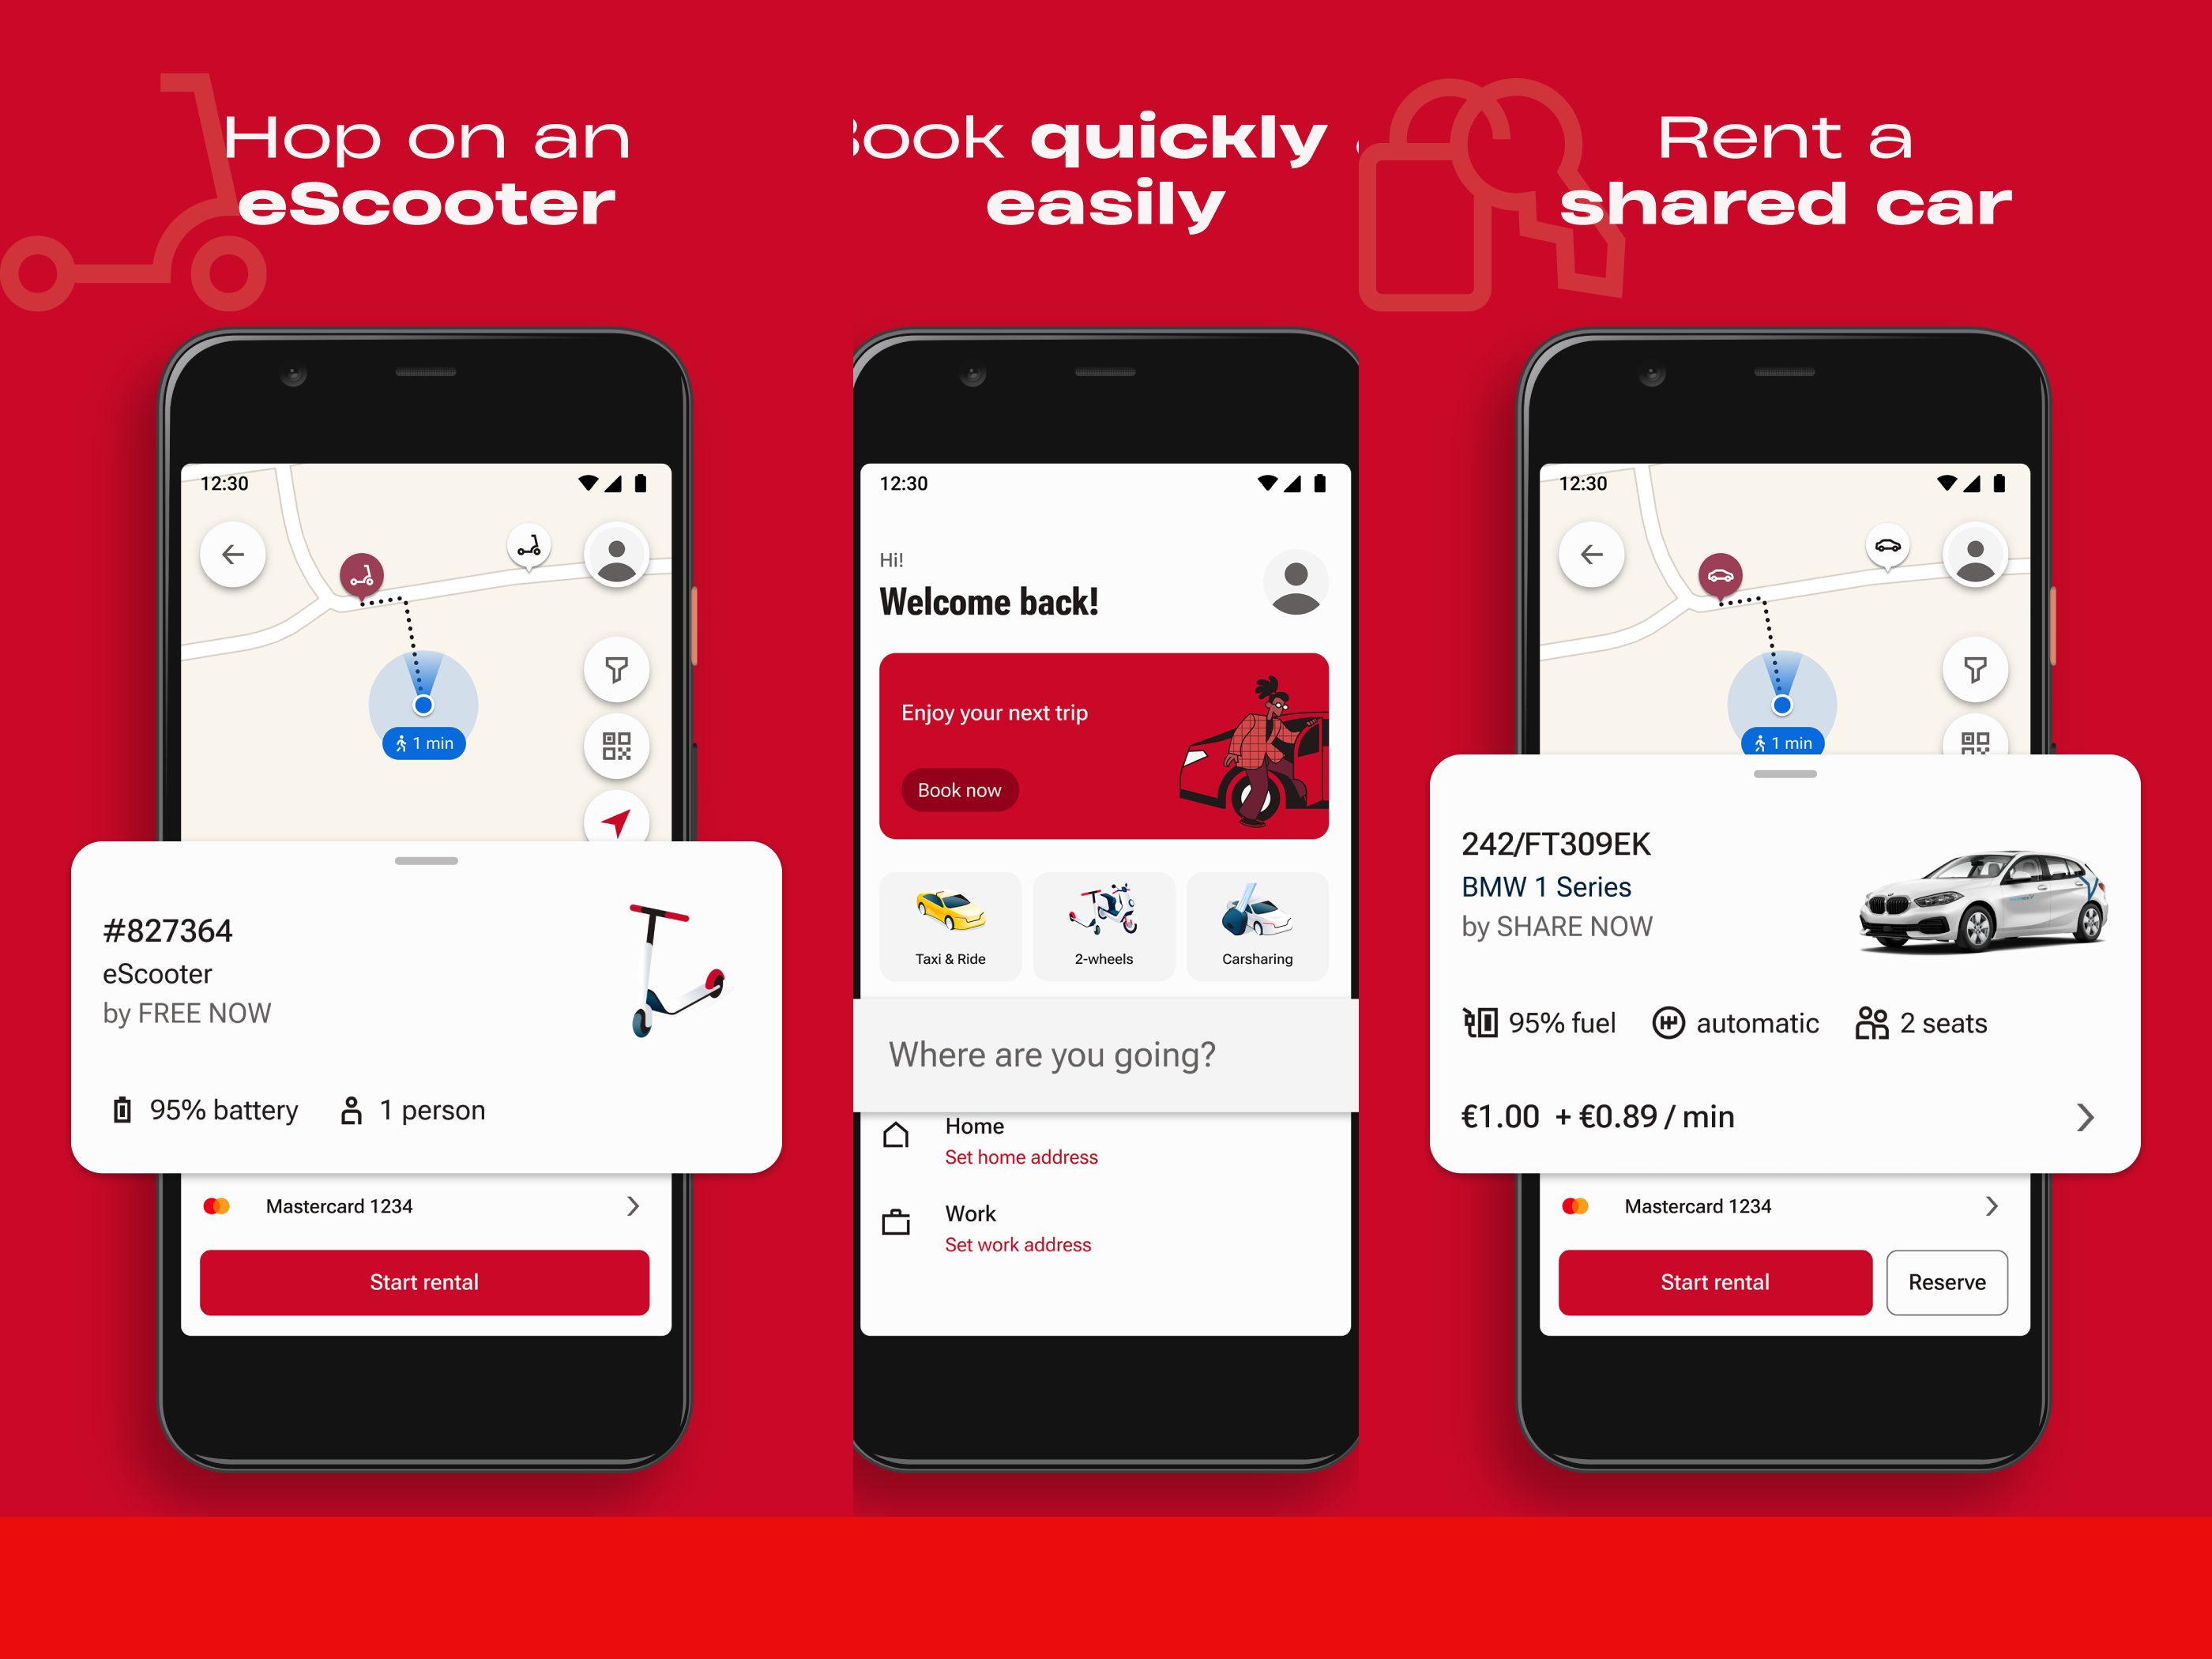 Hop on an
eScooter
12:30
1 min
#827364
eScooter
by FREE NOW
95% battery
1 person
Mastercard 1234
Start rental
Book quickly
easily
12:30
Hi!
Welcome back!
Enjoy your next trip
Book now
Taxi & Ride
2-wheels
Carsharing
Where are you going?
Home
Set home address
Work
Set work address
Rent a
shared car
12:30
1 min
242/FT309EK
BMW 1 Series
by SHARE NOW
95% fuel
automatic
2 seats
€1.00 + €0.89 / min
Mastercard 1234
Start rental
Reserve